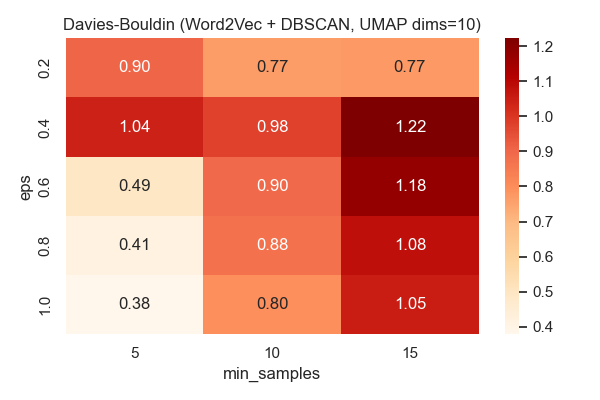 Davies-Bouldin (Word2Vec + DBSCAN, UMAP dims=10)
eps
0.2 0.90 0.77 0.77
0.4 1.04 0.98 1.22
0.6 0.49 0.90 1.18
0.8 0.41 0.88 1.08
1.0 0.38 0.80 1.05
5 10 15
min_samples
1.2
1.1
1.0
0.9
0.8
0.7
0.6
0.5
0.4